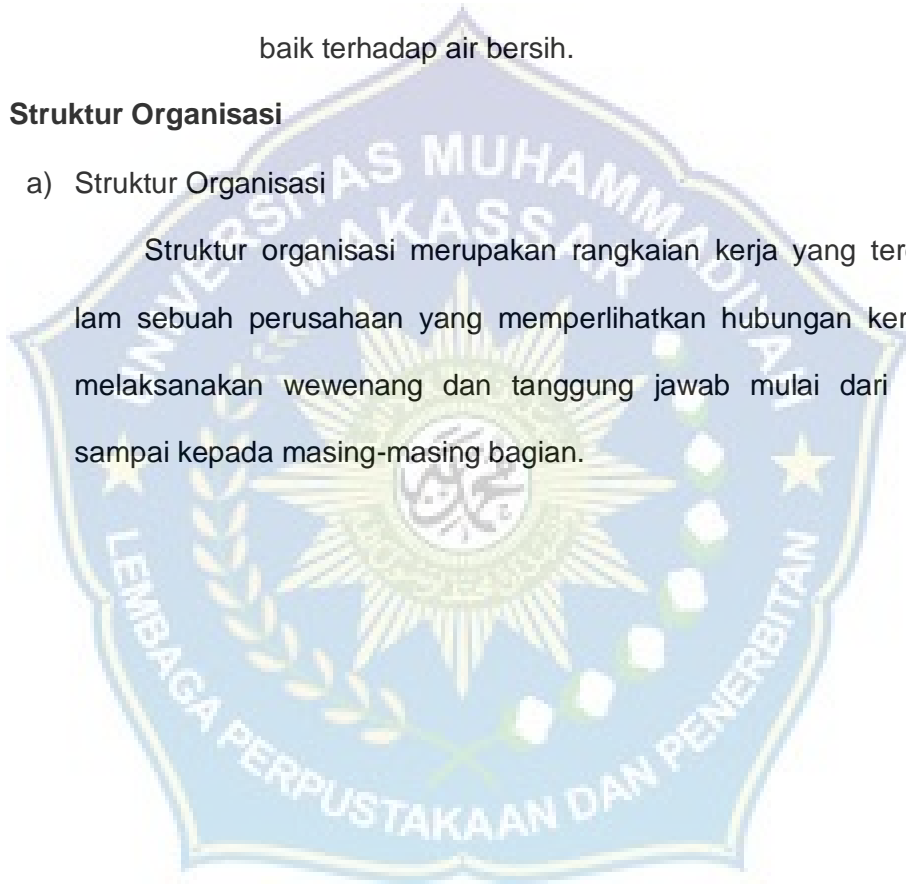 baik terhadap air bersih.
Struktur Organisasi
a) Struktur Organisasi
Struktur organisasi merupakan rangkaian kerja yang
lam sebuah perusahaan yang memperlihatkan hubungan
melaksanakan wewenang dan tanggung jawab mulai dari
sampai kepada masing-masing bagian.
UNIVERSITAS MUHAMMADIYAH
MAKASSAR
LEMBAGA PERPUSTAKAAN DAN PENERBITAN